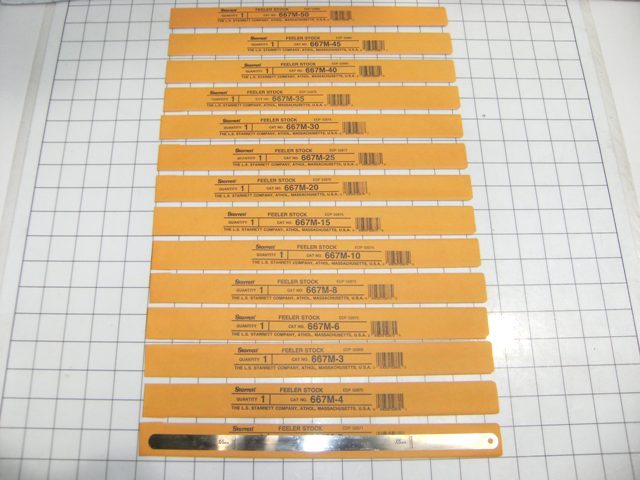 FEELER STOCK
QUANTITY 1 CAT NO. 667M-50
THE L.S. STARRETT COMPANY, ATHOL, MASSACHUSETTS, U.S.A.
Starrett FEELER STOCK
QUANTITY 1 CAT NO. 667M-45
THE L.S. STARRETT COMPANY, ATHOL, MASSACHUSETTS, U.S.A.
Starrett FEELER STOCK
QUANTITY 1 CAT NO. 667M-40
THE L.S. STARRETT COMPANY, ATHOL, MASSACHUSETTS, U.S.A.
Starrett FEELER STOCK
QUANTITY 1 CAT NO. 667M-35
THE L.S. STARRETT COMPANY, ATHOL, MASSACHUSETTS, U.S.A.
Starrett FEELER STOCK
QUANTITY 1 CAT NO. 667M-30
THE L.S. STARRETT COMPANY, ATHOL, MASSACHUSETTS, U.S.A.
Starrett FEELER STOCK
QUANTITY 1 CAT NO. 667M-25
THE L.S. STARRETT COMPANY, ATHOL, MASSACHUSETTS, U.S.A.
Starrett FEELER STOCK
QUANTITY 1 CAT NO. 667M-20
THE L.S. STARRETT COMPANY, ATHOL, MASSACHUSETTS, U.S.A.
Starrett FEELER STOCK
QUANTITY 1 CAT NO. 667M-15
THE L.S. STARRETT COMPANY, ATHOL, MASSACHUSETTS, U.S.A.
Starrett FEELER STOCK
QUANTITY 1 CAT NO. 667M-10
THE L.S. STARRETT COMPANY, ATHOL, MASSACHUSETTS, U.S.A.
Starrett FEELER STOCK
QUANTITY 1 CAT NO. 667M-8
THE L.S. STARRETT COMPANY, ATHOL, MASSACHUSETTS, U.S.A.
Starrett FEELER STOCK
QUANTITY 1 CAT NO. 667M-6
THE L.S. STARRETT COMPANY, ATHOL, MASSACHUSETTS, U.S.A.
Starrett FEELER STOCK
QUANTITY 1 CAT NO. 667M-3
THE L.S. STARRETT COMPANY, ATHOL, MASSACHUSETTS, U.S.A.
Starrett FEELER STOCK
QUANTITY 1 CAT NO. 667M-4
THE L.S. STARRETT COMPANY, ATHOL, MASSACHUSETTS, U.S.A.
FEELER STOCK